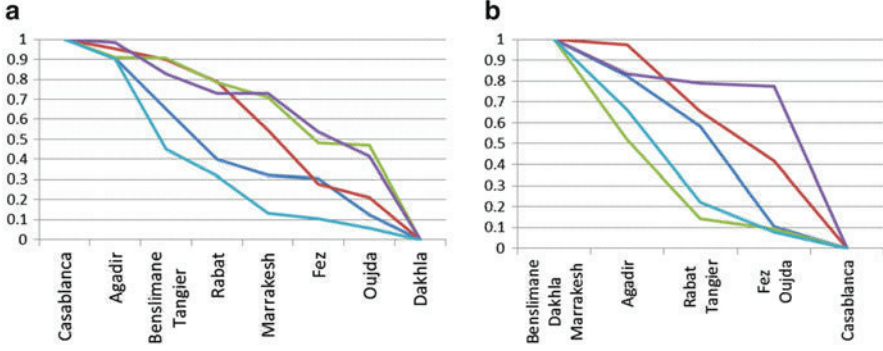 a
1
0.9
0.8
0.7
0.6
0.5
0.4
0.3
0.2
0.1
0
Casablanca
Agadir
Benslimane
Tangier
Rabat
Marrakesh
Fez
Oujda
Dakhla
b
1
0.9
0.8
0.7
0.6
0.5
0.4
0.3
0.2
0.1
0
Benslimane
Dakhla
Marrakesh
Agadir
Rabat
Tangier
Fez
Oujda
Casablanca